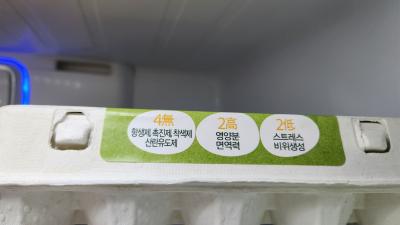 4無
항생제, 촉진제, 착색제
산란유도제
2高
영양분
면역력
2低
스트레스
비위생성